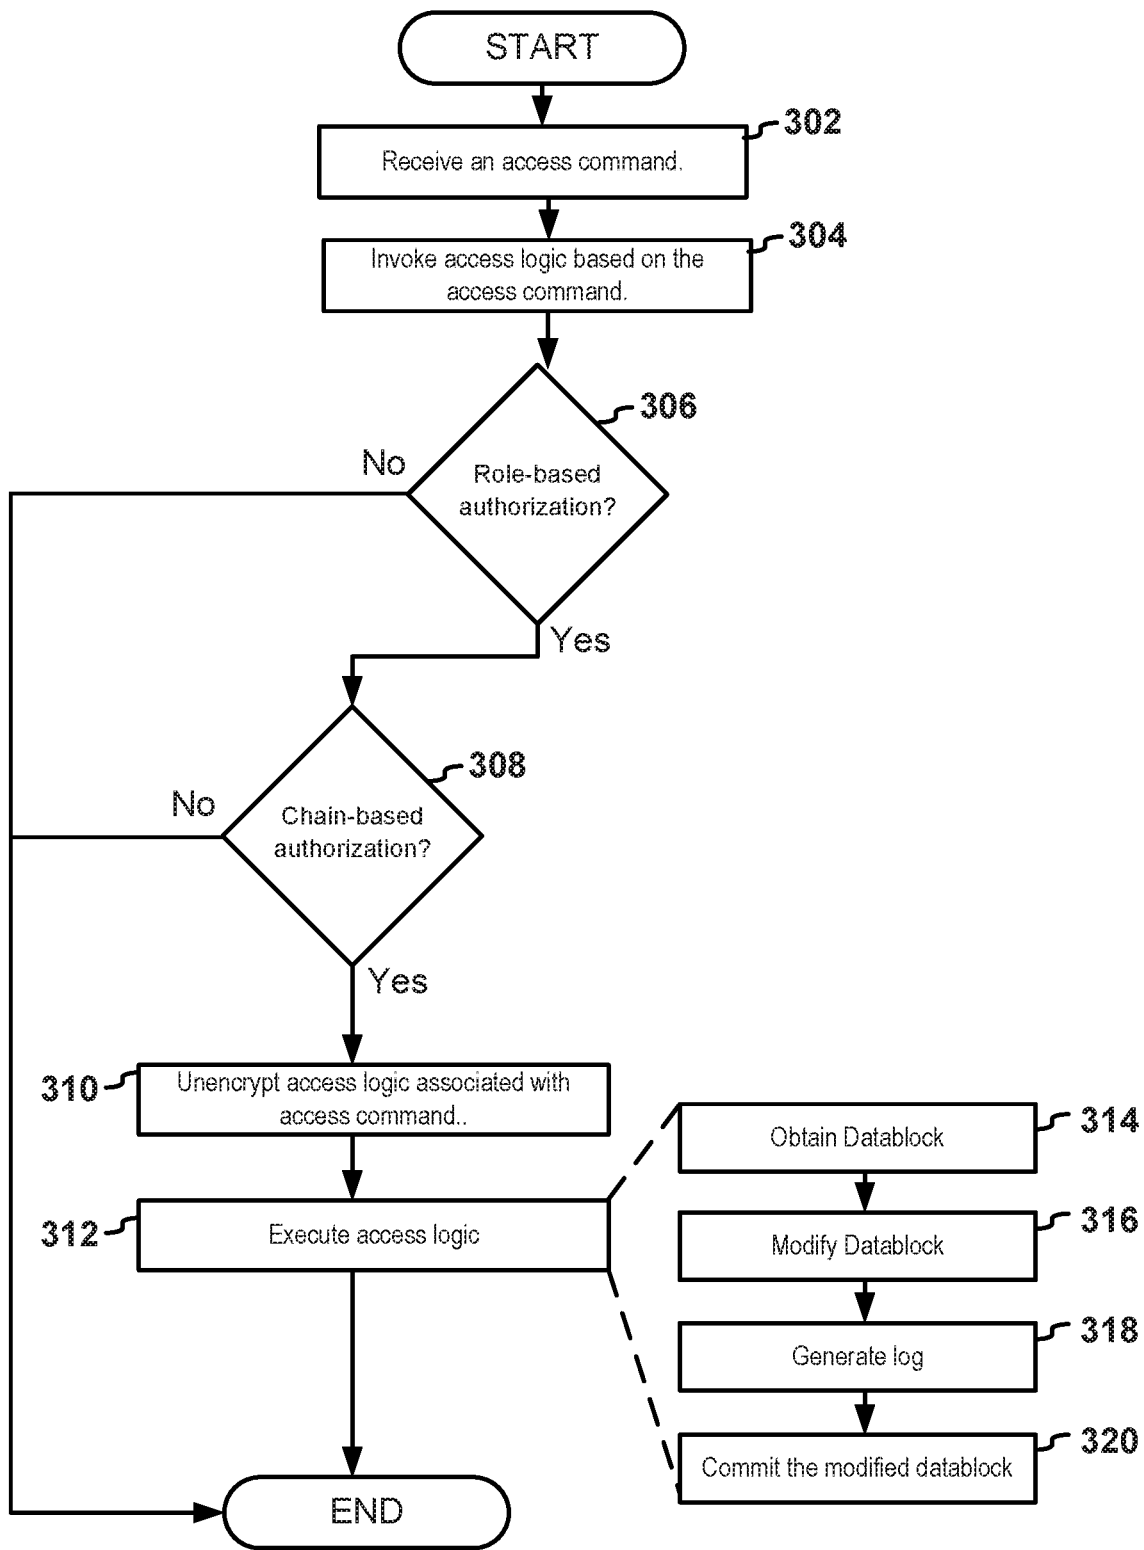 START
302
Receive an access command.
304
Invoke access logic based on the
access command.
306
No
Role-based
authorization?
Yes
308
No
Chain-based
authorization?
Yes
310
Unencrypt access logic associated with
access command..
312
Execute access logic
314
Obtain Datablock
316
Modify Datablock
318
Generate log
320
Commit the modified datablock
END